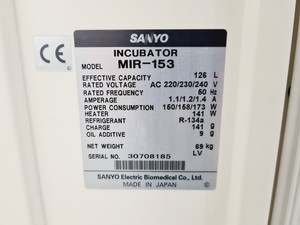 CE
SANYO
INCUBATOR
MODEL MIR-153
EFFECTIVE CAPACITY 126 L
RATED VOLTAGE AC 220/230/240 V
RATED FREQUENCY 50 Hz
AMPERAGE 1.1/1.2/1.4 A
POWER CONSUMPTION 150/158/173 W
HEATER 141 W
REFRIGERANT R-134a
CHARGE 141 g
OIL ADDITIVE 9 g
NET WEIGHT 69 kg
LV
SERIAL NO. 30708185
SANYO Electric Biomedical Co., Ltd.
MADE IN JAPAN